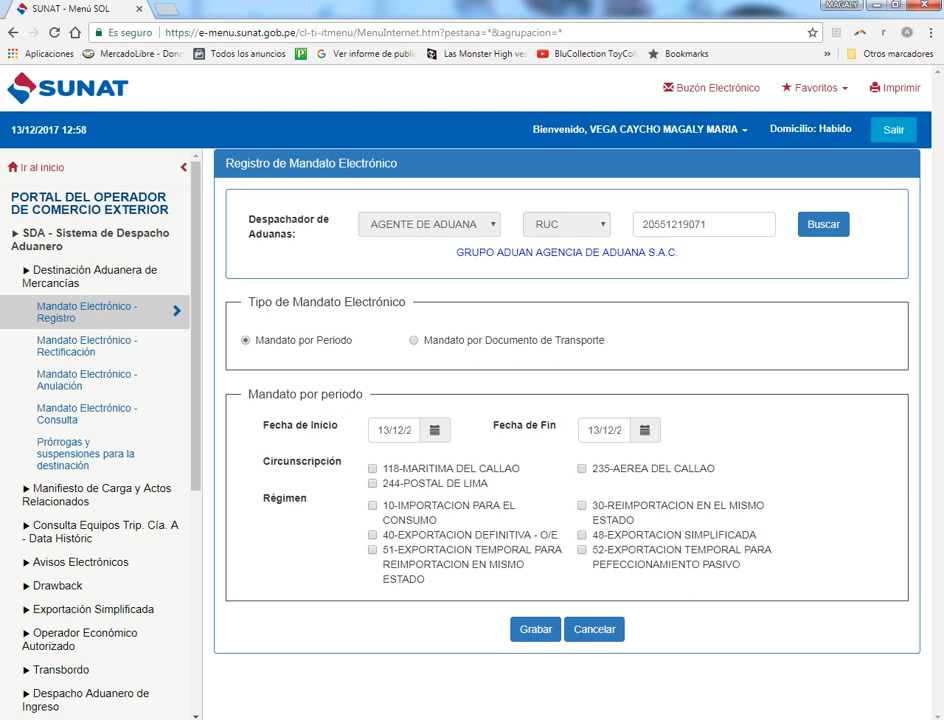 SUNAT - Menú SOL
MAGALY
Es seguro
https://e-menu.sunat.gob.pe/cl-ti-itmenu/MenuInternet.htm?pestana=*&agrupacion=*
Aplicaciones
MercadoLibre - Dond
Todos los anuncios
Ver informe de publi
Las Monster High ve
BluCollection ToyCol
Bookmarks
»
Otros marcadores
SUNAT
Buzón Electrónico
Favoritos
Imprimir
13/12/2017 12:58
Bienvenido, VEGA CAYCHO MAGALY MARIA
Domicilio: Habido
Salir
Ir al inicio
PORTAL DEL OPERADOR
DE COMERCIO EXTERIOR
SDA - Sistema de Despacho
Aduanero
Destinación Aduanera de
Mercancías
Mandato Electrónico -
Registro
Mandato Electrónico -
Rectificación
Mandato Electrónico -
Anulación
Mandato Electrónico -
Consulta
Prórrogas y
suspensiones para la
destinación
Manifiesto de Carga y Actos
Relacionados
Consulta Equipos Trip. Cía. A
- Data Históric
Avisos Electrónicos
Drawback
Exportación Simplificada
Operador Económico
Autorizado
Transbordo
Despacho Aduanero de
Ingreso
Registro de Mandato Electrónico
Despachador de
Aduanas:
AGENTE DE ADUANA
RUC
20551219071
Buscar
GRUPO ADUAN AGENCIA DE ADUANA S.A.C.
Tipo de Mandato Electrónico
Mandato por Periodo
Mandato por Documento de Transporte
Mandato por periodo
Fecha de Inicio
13/12/2
Fecha de Fin
13/12/2
Circunscripción
118-MARITIMA DEL CALLAO
235-AEREA DEL CALLAO
244-POSTAL DE LIMA
Régimen
10-IMPORTACION PARA EL
CONSUMO
30-REIMPORTACION EN EL MISMO
ESTADO
40-EXPORTACION DEFINITIVA - O/E
48-EXPORTACION SIMPLIFICADA
51-EXPORTACION TEMPORAL PARA
REIMPORTACION EN MISMO
ESTADO
52-EXPORTACION TEMPORAL PARA
PEFECCIONAMIENTO PASIVO
Grabar
Cancelar